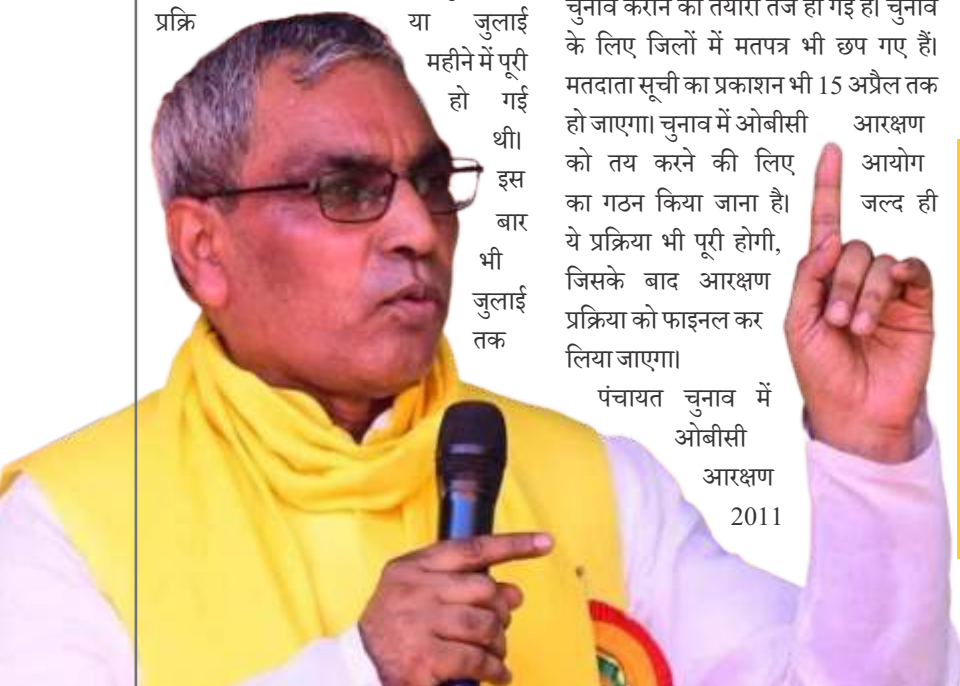 प्रक्रि या जुलाई
महीने में पूरी
हो गई
थी।
इस
बार
भी
जुलाई
तक
चुनाव कराने की तैयारी तेज हो गई है। चुनाव
के लिए जिलों में मतपत्र भी छप गए हैं।
मतदाता सूची का प्रकाशन भी 15 अप्रैल तक
हो जाएगा। चुनाव में ओबीसी आरक्षण
को तय करने की लिए आयोग
का गठन किया जाना है। जल्द ही
ये प्रक्रिया भी पूरी होगी,
जिसके बाद आरक्षण
प्रक्रिया को फाइनल कर
लिया जाएगा।
पंचायत चुनाव में
ओबीसी
आरक्षण
2011